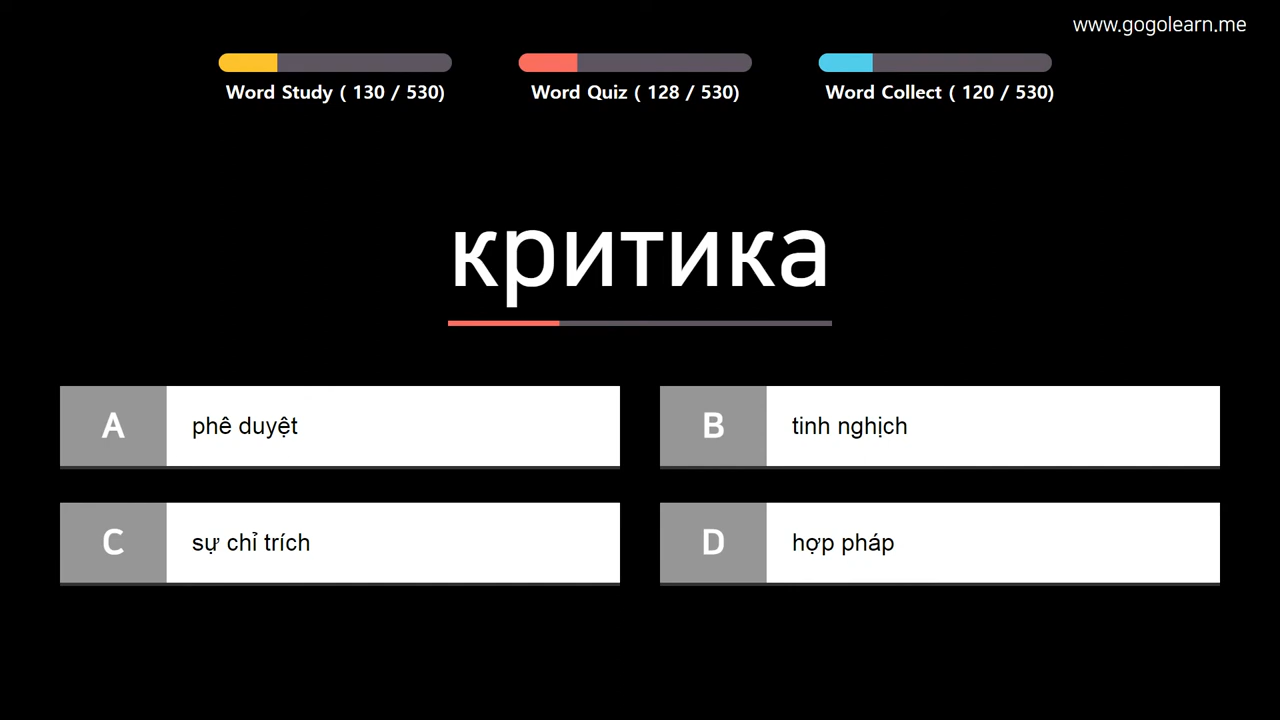 www.gogolearn.me
Word Study ( 130 / 530)
Word Quiz ( 128 / 530)
Word Collect ( 120 / 530)
критика
A phê duyệt
B tinh nghịch
C sự chỉ trích
D hợp pháp